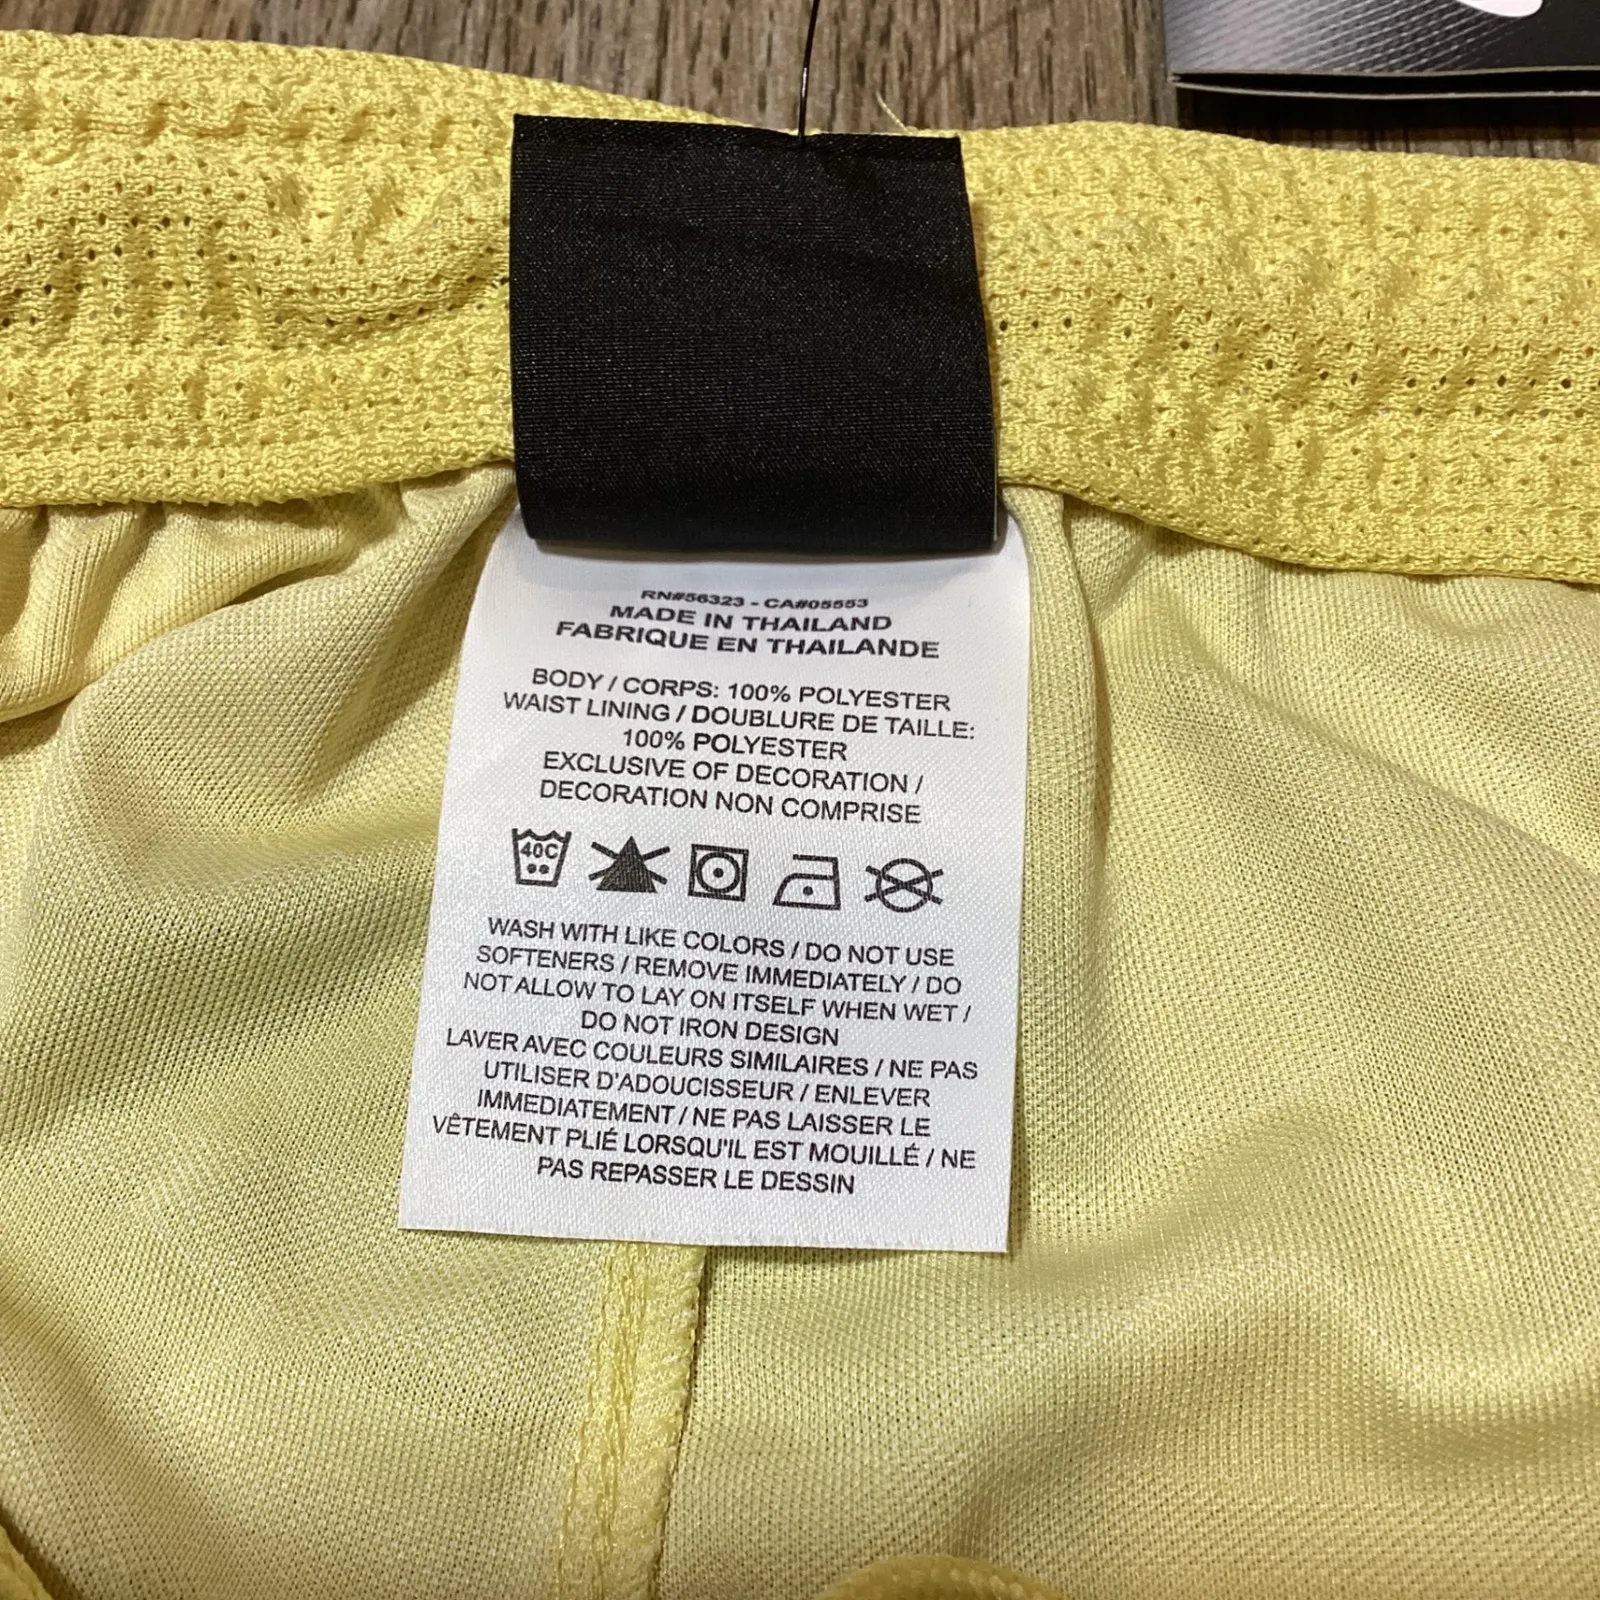 RN#56323 - CA#05553
MADE IN THAILAND
FABRIQUE EN THAILANDE
BODY / CORPS: 100% POLYESTER
WAIST LINING / DOUBLURE DE TAILLE:
100% POLYESTER
EXCLUSIVE OF DECORATION /
DECORATION NON COMPRISE
40C
WASH WITH LIKE COLORS / DO NOT USE
SOFTENERS / REMOVE IMMEDIATELY / DO
NOT ALLOW TO LAY ON ITSELF WHEN WET /
DO NOT IRON DESIGN
LAVER AVEC COULEURS SIMILAIRES / NE PAS
UTILISER D'ADOUCISSEUR / ENLEVER
IMMEDIATEMENT / NE PAS LAISSER LE
VÊTEMENT PLIÉ LORSQU'IL EST MOUILLÉ / NE
PAS REPASSER LE DESSIN